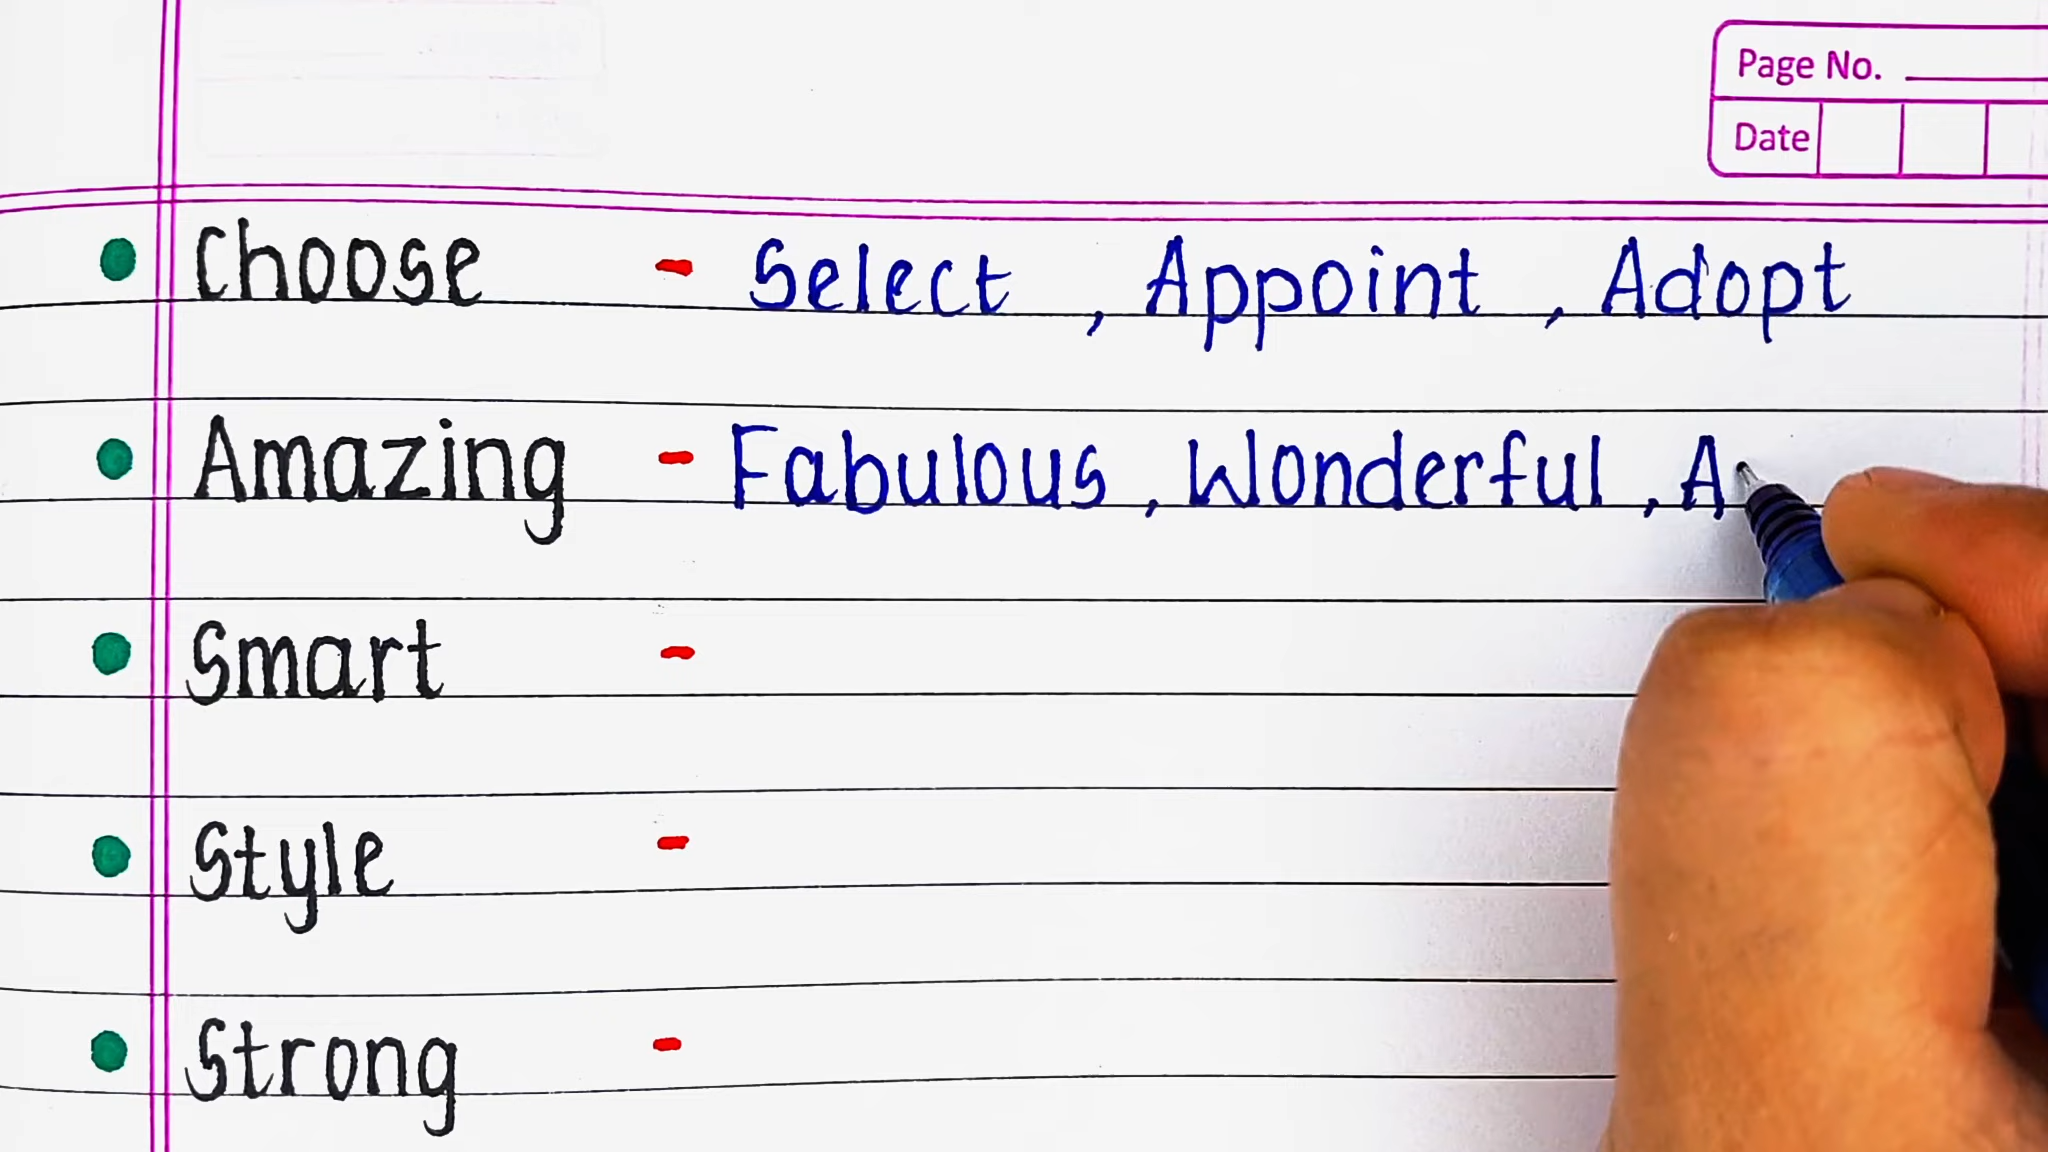 Page No.
Date
Choose - Select , Appoint , Adopt
Amazing - Fabulous , Wonderful , A
Smart -
Style -
Strong -